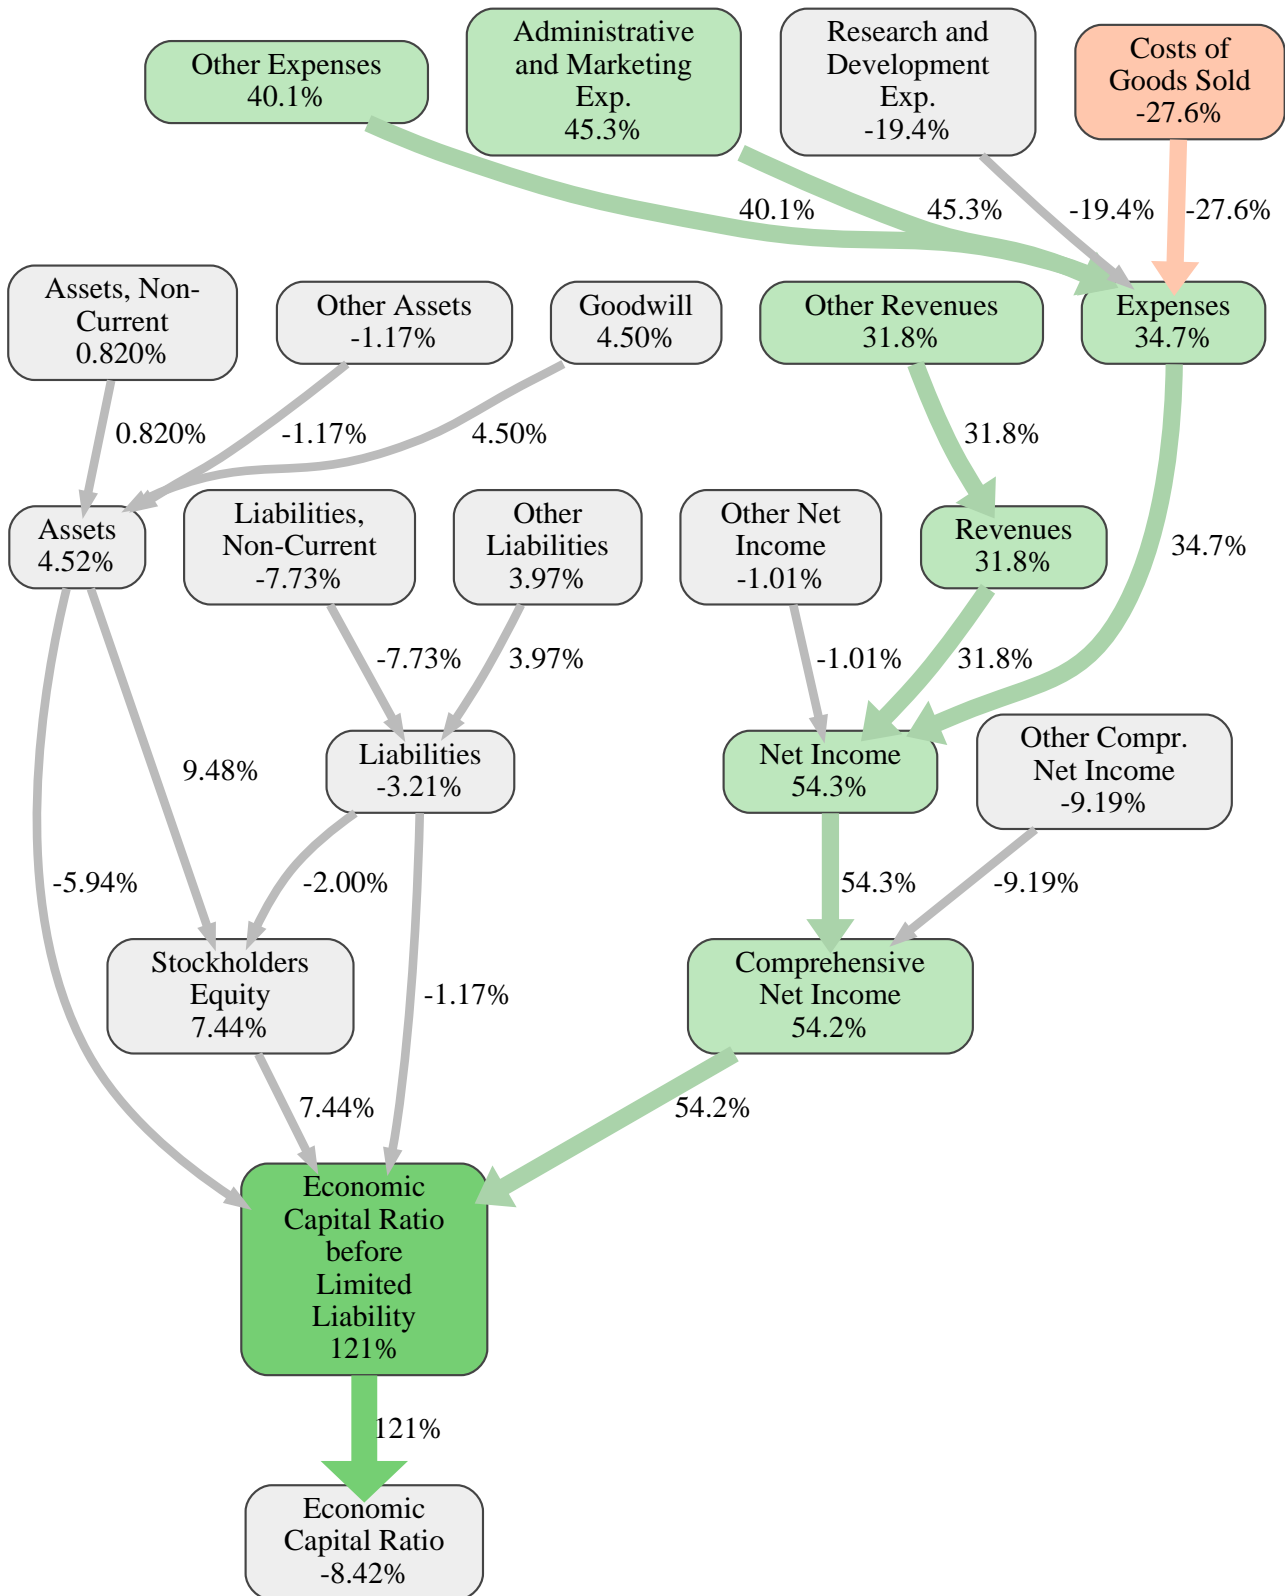 Other Expenses
40.1%
Administrative
and Marketing
Exp.
45.3%
Research and
Development
Exp.
-19.4%
Costs of
Goods Sold
-27.6%
40.1%
45.3%
-19.4%
-27.6%
Assets, Non-
Current
0.820%
Other Assets
-1.17%
Goodwill
4.50%
Other Revenues
31.8%
Expenses
34.7%
0.820%
-1.17%
4.50%
31.8%
Assets
4.52%
Liabilities,
Non-Current
-7.73%
Other
Liabilities
3.97%
Other Net
Income
-1.01%
Revenues
31.8%
34.7%
-7.73%
3.97%
-1.01%
31.8%
9.48%
Liabilities
-3.21%
Net Income
54.3%
Other Compr.
Net Income
-9.19%
-5.94%
-2.00%
54.3%
-9.19%
Stockholders
Equity
7.44%
-1.17%
Comprehensive
Net Income
54.2%
7.44%
54.2%
Economic
Capital Ratio
before
Limited
Liability
121%
121%
Economic
Capital Ratio
-8.42%